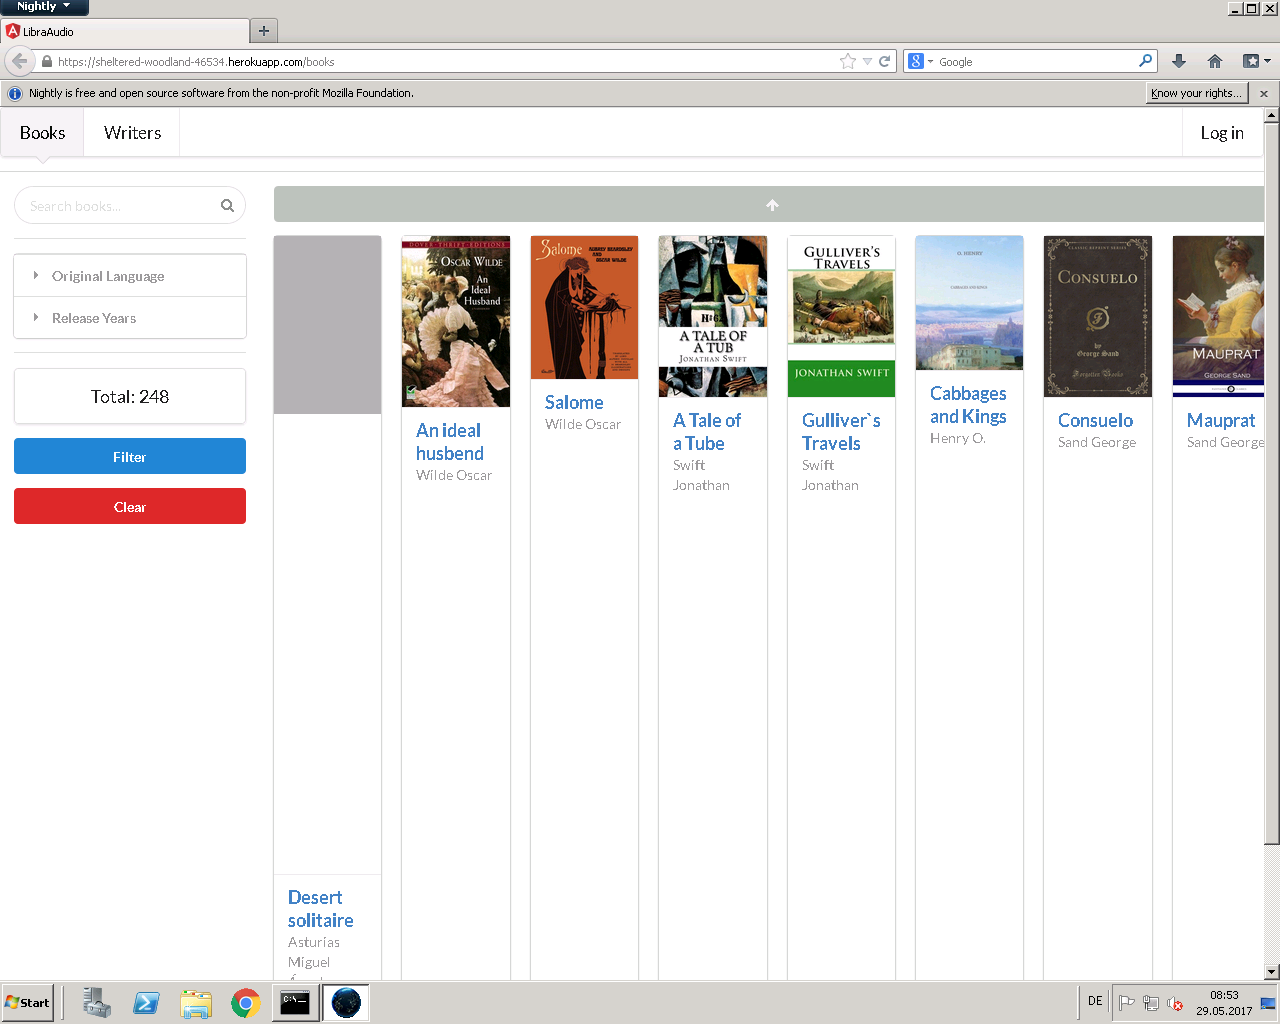 Nightly
LibraAudio
https://sheltered-woodland-46534.herokuapp.com/books
Google
Nightly is free and open source software from the non-profit Mozilla Foundation.
Know your rights...
Books
Writers
Log in
Search books...
Original Language
Release Years
Total: 248
Filter
Clear
DOVER THRIFT EDITIONS
OSCAR WILDE
An
Ideal
Husband
An ideal
husbend
Wilde Oscar
Salome
AUBREY BEARDSLEY
AND
OSCAR WILDE
Salome
Wilde Oscar
A TALE OF
A TUB
JONATHAN SWIFT
A Tale of
a Tube
Swift
Jonathan
GULLIVER'S
TRAVELS
JONATHAN SWIFT
Gulliver`s
Travels
Swift
Jonathan
O. HENRY
CABBAGES AND KINGS
Cabbages
and Kings
Henry O.
CLASSIC REPRINT SERIES
CONSUELO
by
George Sand
Forgotten Books
Consuelo
Sand George
MAUPRAT
GEORGE SAND
Mauprat
Sand George
Desert
solitaire
Asturias
Miguel
Start
C:\
DE
08:53
29.05.2017